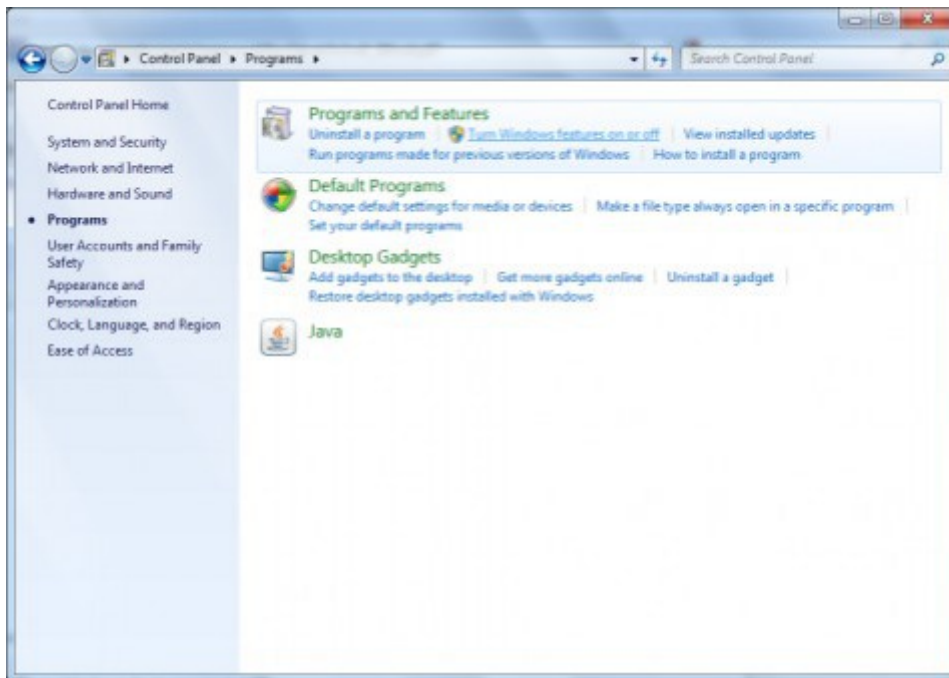 Control Panel Programs
Search Control Panel
Control Panel Home
System and Security
Network and Internet
Hardware and Sound
Programs
User Accounts and Family
Safety
Appearance and
Personalization
Clock, Language, and Region
Ease of Access
Programs and Features
Uninstall a program Turn Windows features on or off View installed updates
Run programs made for previous versions of Windows How to install a program
Default Programs
Change default settings for media or devices Make a file type always open in a specific program
Set your default programs
Desktop Gadgets
Add gadgets to the desktop Get more gadgets online Uninstall a gadget
Restore desktop gadgets installed with Windows
Java